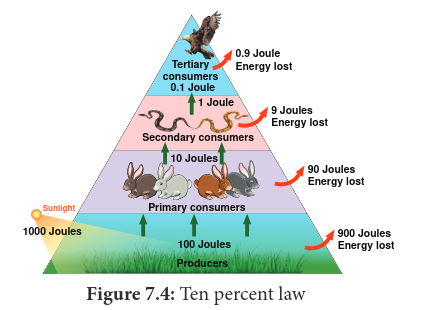 0.9 Joule
Energy lost
Tertiary
consumers
0.1 Joule
1 Joule
9 Joules
Energy lost
Secondary consumers
10 Joules
90 Joules
Energy lost
Primary consumers
Sunlight
1000 Joules
900 Joules
Energy lost
100 Joules
Producers
Figure 7.4: Ten percent law